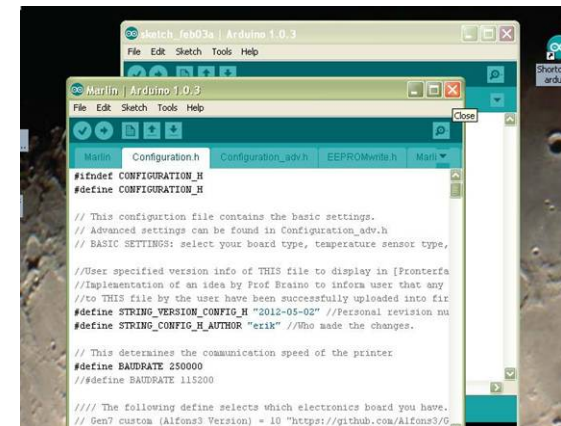 sketch_feb03a | Arduino 1.0.3
File Edit Sketch Tools Help
Shortc
ardu
Marlin | Arduino 1.0.3
File Edit Sketch Tools Help
Close
Marlin Configuration.h Configuration_adv.h EEPROMwrite.h Marli
#ifndef CONFIGURATION_H
#define CONFIGURATION_H
// This configurtion file contains the basic settings.
// Advanced settings can be found in Configuration_adv.h
// BASIC SETTINGS: select your board type, temperature sensor type,
//User specified version info of THIS file to display in [Pronterfa
//Implementation of an idea by Prof Braino to inform user that any
//to THIS file by the user have been successfully uploaded into fir
#define STRING_VERSION_CONFIG_H "2012-05-02" //Personal revision nu
#define STRING_CONFIG_H_AUTHOR "erik" //Who made the changes.
// This determines the communication speed of the printer
#define BAUDRATE 250000
//#define BAUDRATE 115200
//// The following define selects which electronics board you have.
// Gen7 custom (Alfons3 Version) = 10 "https://github.com/Alfons3/G